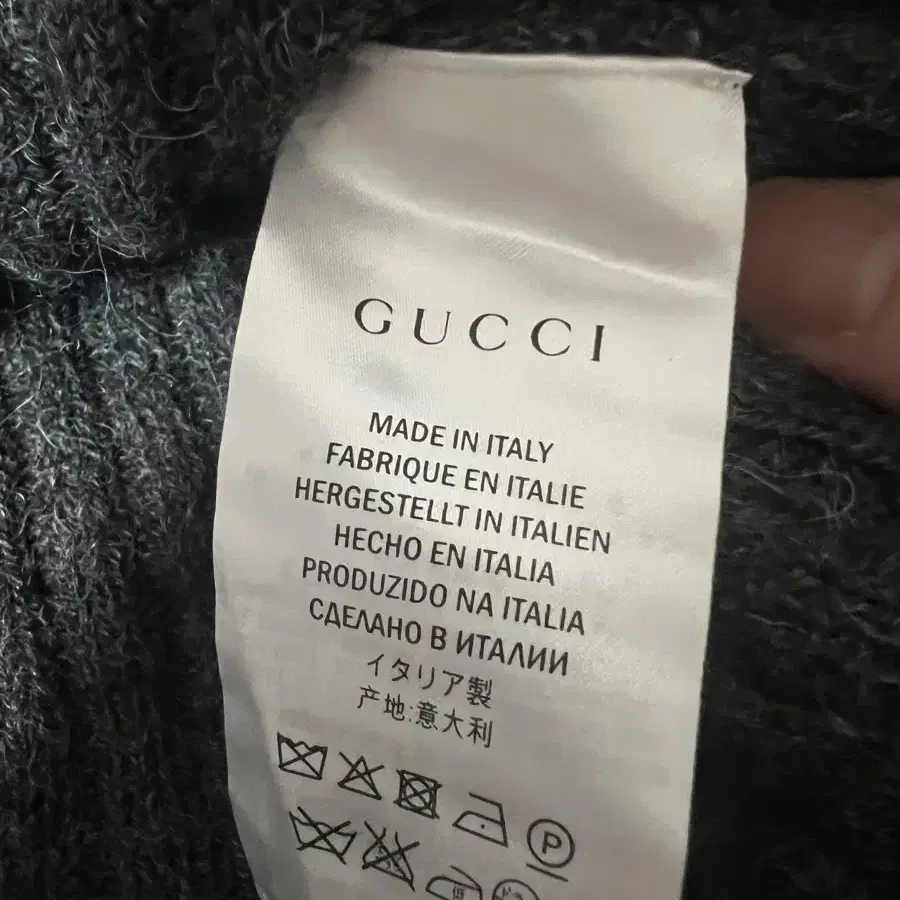 GUCCI
MADE IN ITALY
FABRIQUE EN ITALIE
HERGESTELLT IN ITALIEN
HECHO EN ITALIA
PRODUZIDO NA ITALIA
СДЕЛАНО В ИТАЛИИ
イタリア製
产地:意大利
P
低